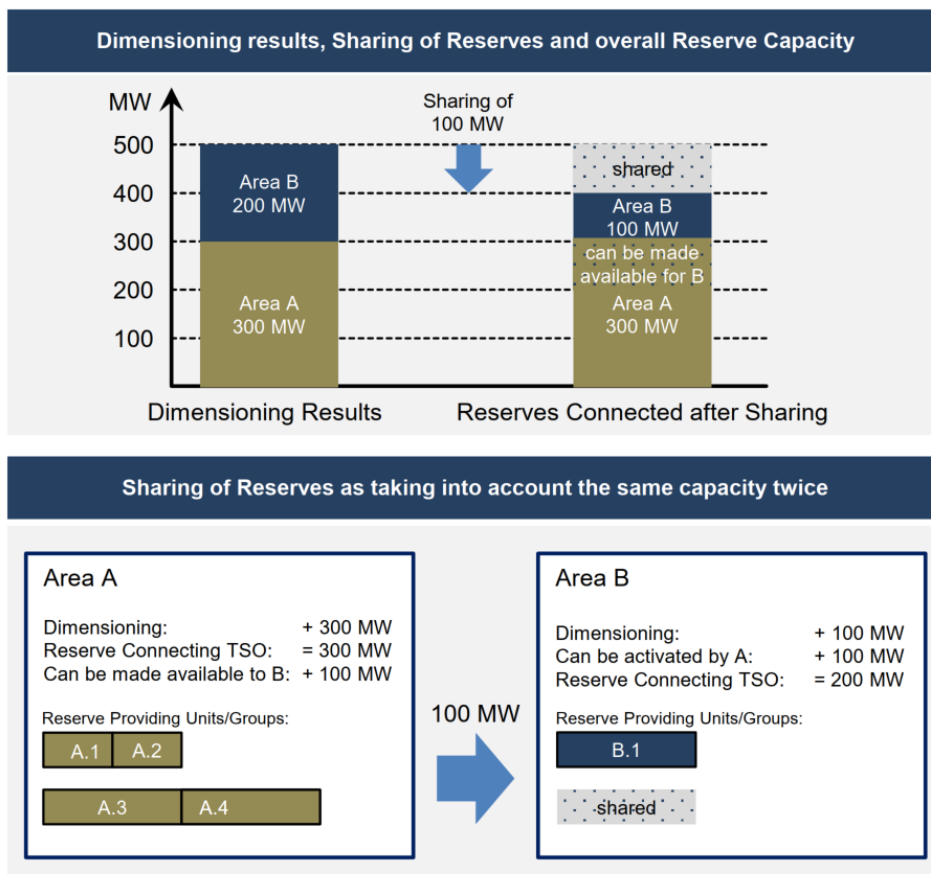 Dimensioning results, Sharing of Reserves and overall Reserve Capacity
MW
Sharing of
100 MW
500
400
300
200
100
Area B
200 MW
Area A
300 MW
shared
Area B
100 MW
can be made
available for B
Area A
300 MW
Dimensioning Results
Reserves Connected after Sharing
Sharing of Reserves as taking into account the same capacity twice
Area A
Dimensioning: + 300 MW
Reserve Connecting TSO: = 300 MW
Can be made available to B: + 100 MW
Reserve Providing Units/Groups:
A.1 A.2
A.3 A.4
100 MW
Area B
Dimensioning: + 100 MW
Can be activated by A: + 100 MW
Reserve Connecting TSO: = 200 MW
Reserve Providing Units/Groups:
B.1
shared